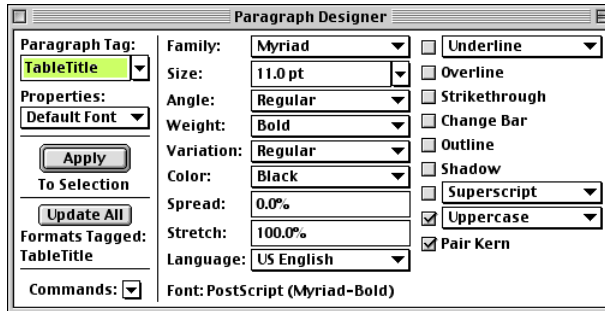 Paragraph Designer
Paragraph Tag:
TableTitle
Properties:
Default Font
Apply
To Selection
Update All
Formats Tagged:
TableTitle
Commands:
Family: Myriad
Size: 11.0 pt
Angle: Regular
Weight: Bold
Variation: Regular
Color: Black
Spread: 0.0%
Stretch: 100.0%
Language: US English
Font: PostScript (Myriad-Bold)
Underline
Overline
Strikethrough
Change Bar
Outline
Shadow
Superscript
Uppercase
Pair Kern